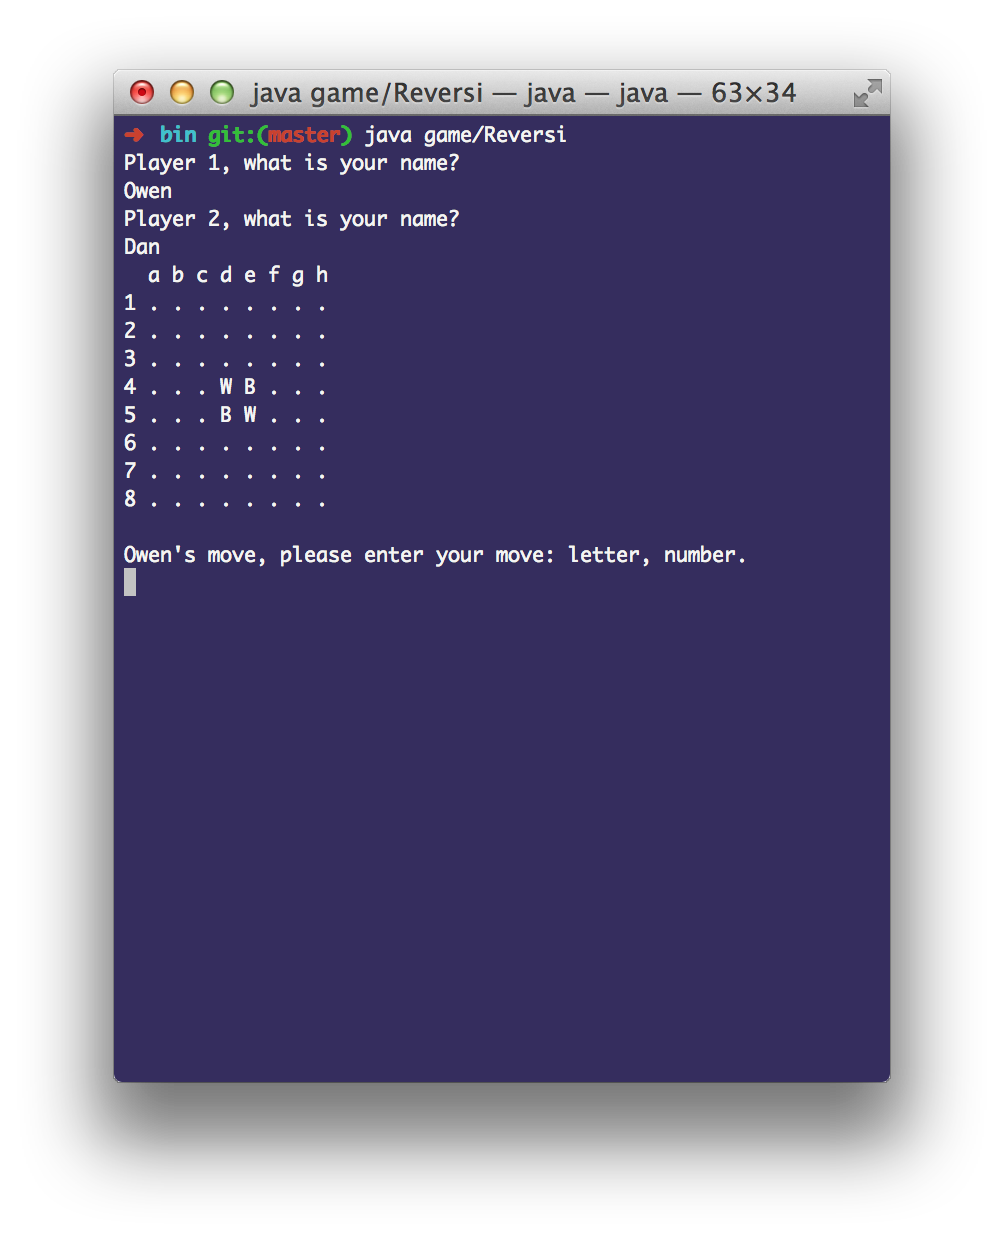 java game/Reversi — java — java — 63×34
➜ bin git:(master) java game/Reversi
Player 1, what is your name?
Owen
Player 2, what is your name?
Dan
  a b c d e f g h
1 . . . . . . . .
2 . . . . . . . .
3 . . . . . . . .
4 . . . W B . . .
5 . . . B W . . .
6 . . . . . . . .
7 . . . . . . . .
8 . . . . . . . .
Owen's move, please enter your move: letter, number.